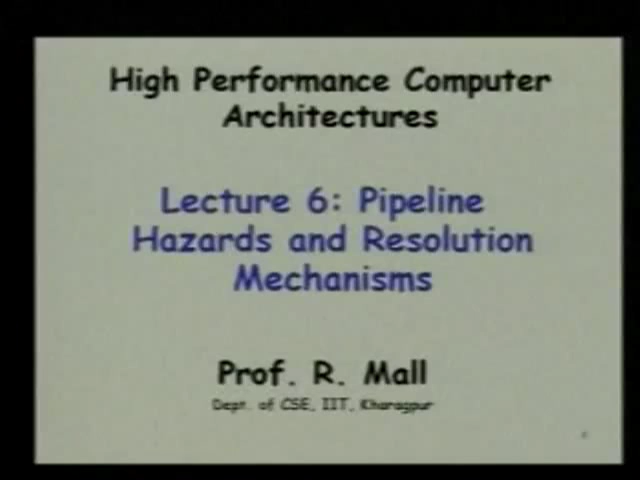 High Performance Computer
Architectures
Lecture 6: Pipeline
Hazards and Resolution
Mechanisms
Prof. R. Mall
Dept. of CSE, IIT, Kharagpur